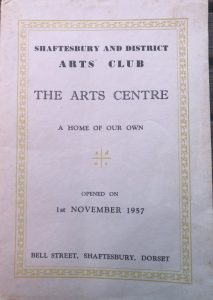 SHAFTESBURY AND DISTRICT
ARTS CLUB
THE ARTS CENTRE
A HOME OF OUR OWN
OPENED ON
1st NOVEMBER 1957
BELL STREET, SHAFTESBURY, DORSET